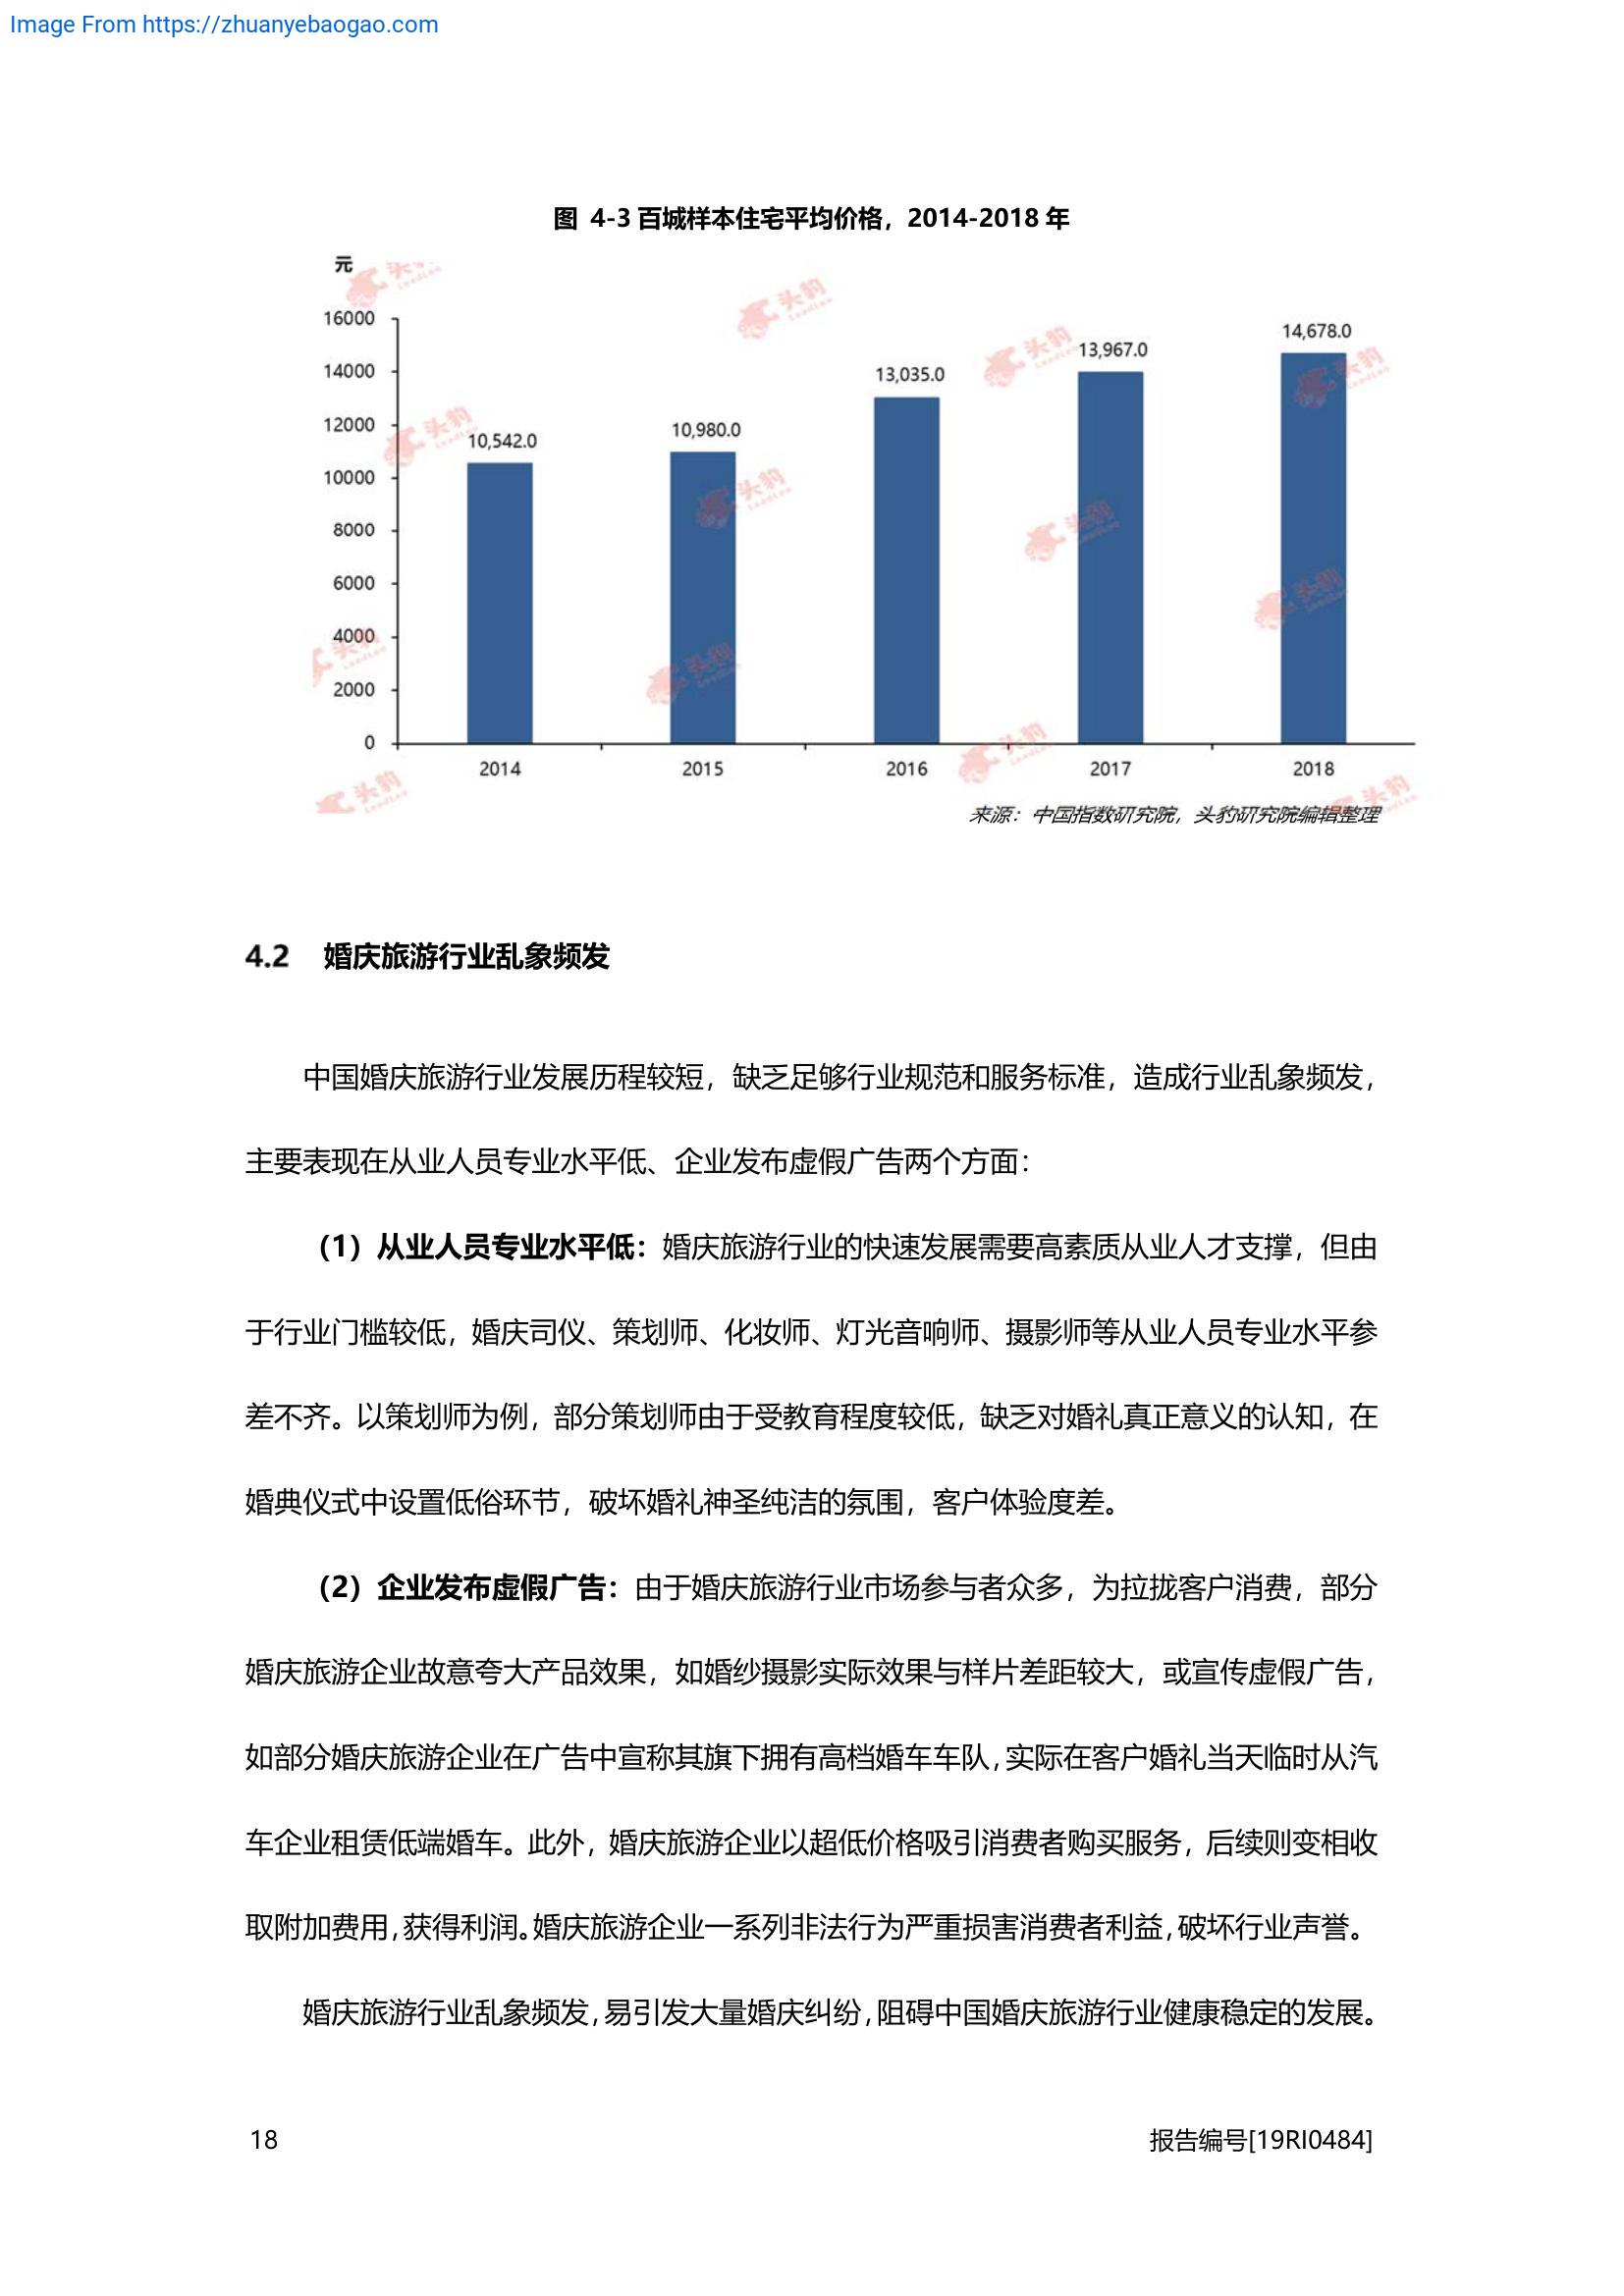 Image From https://zhuanyebaogao.com
图 4-3 百城样本住宅平均价格，2014-2018 年
元
16000
14000
12000
10000
8000
6000
4000
2000
0
10,542.0
10,980.0
13,035.0
13,967.0
14,678.0
2014
2015
2016
2017
2018
头豹
LeadLeo
来源：中国指数研究院，头豹研究院编辑整理
4.2 婚庆旅游行业乱象频发
中国婚庆旅游行业发展历程较短，缺乏足够行业规范和服务标准，造成行业乱象频发，
主要表现在从业人员专业水平低、企业发布虚假广告两个方面：
（1）从业人员专业水平低：婚庆旅游行业的快速发展需要高素质从业人才支撑，但由
于行业门槛较低，婚庆司仪、策划师、化妆师、灯光音响师、摄影师等从业人员专业水平参
差不齐。以策划师为例，部分策划师由于受教育程度较低，缺乏对婚礼真正意义的认知，在
婚典仪式中设置低俗环节，破坏婚礼神圣纯洁的氛围，客户体验度差。
（2）企业发布虚假广告：由于婚庆旅游行业市场参与者众多，为拉拢客户消费，部分
婚庆旅游企业故意夸大产品效果，如婚纱摄影实际效果与样片差距较大，或宣传虚假广告，
如部分婚庆旅游企业在广告中宣称其旗下拥有高档婚车车队，实际在客户婚礼当天临时从汽
车企业租赁低端婚车。此外，婚庆旅游企业以超低价格吸引消费者购买服务，后续则变相收
取附加费用，获得利润。婚庆旅游企业一系列非法行为严重损害消费者利益，破坏行业声誉。
婚庆旅游行业乱象频发，易引发大量婚庆纠纷，阻碍中国婚庆旅游行业健康稳定的发展。
18
报告编号[19RI0484]